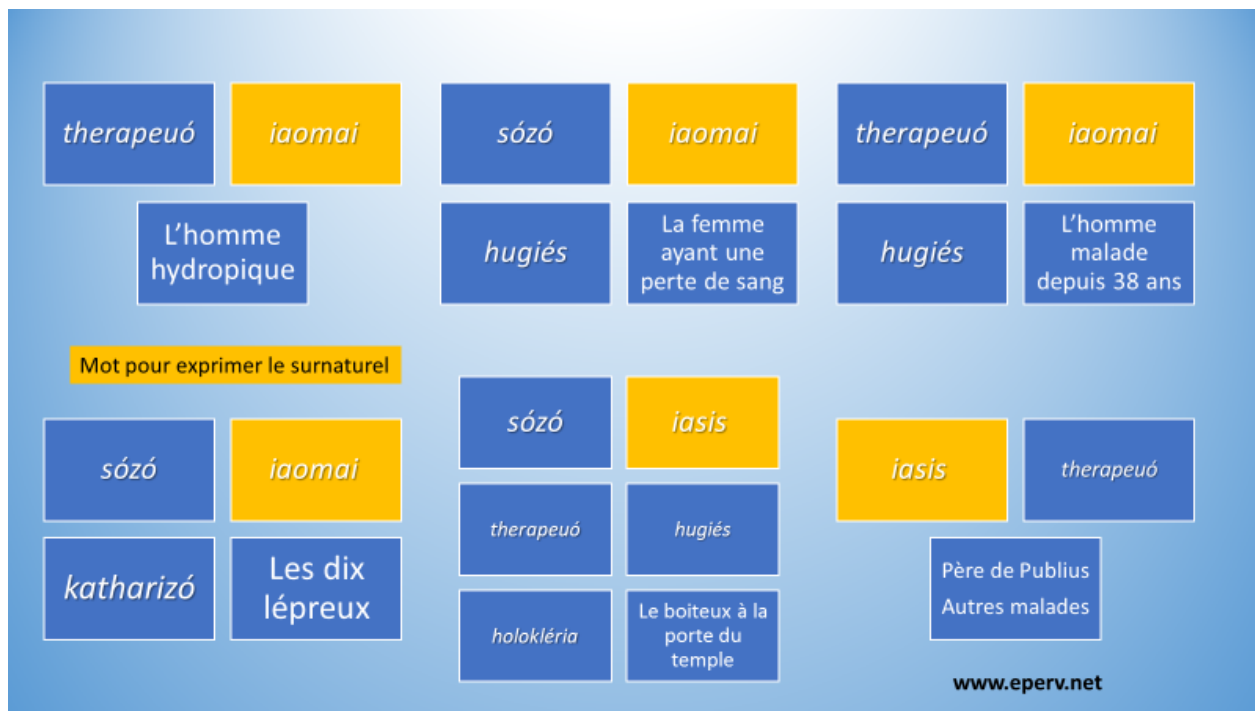 therapeuó
iaomai
L’homme
hydropique
sózó
iaomai
hugiés
La femme
ayant une
perte de sang
therapeuó
iaomai
hugiés
L’homme
malade
depuis 38 ans
Mot pour exprimer le surnaturel
sózó
iaomai
katharizó
Les dix
lépreux
sózó
iasis
therapeuó
hugiés
holokléria
Le boiteux à la
porte du
temple
iasis
therapeuó
Père de Publius
Autres malades
www.eperv.net